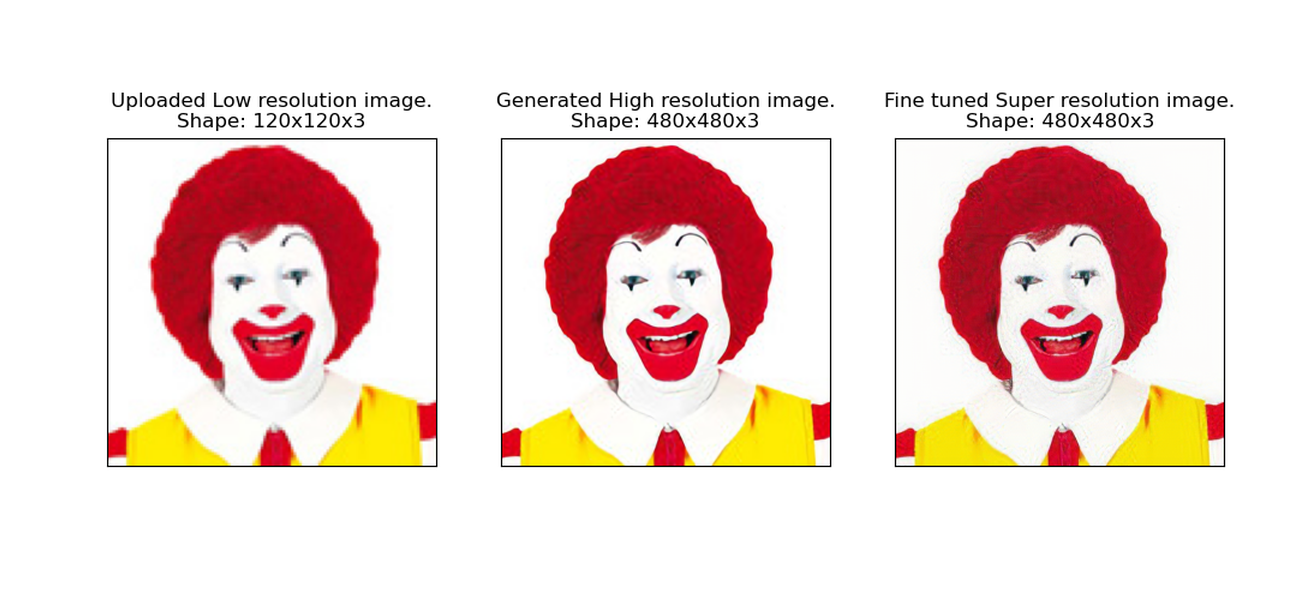 Uploaded Low resolution image.
Shape: 120x120x3
Generated High resolution image.
Shape: 480x480x3
Fine tuned Super resolution image.
Shape: 480x480x3